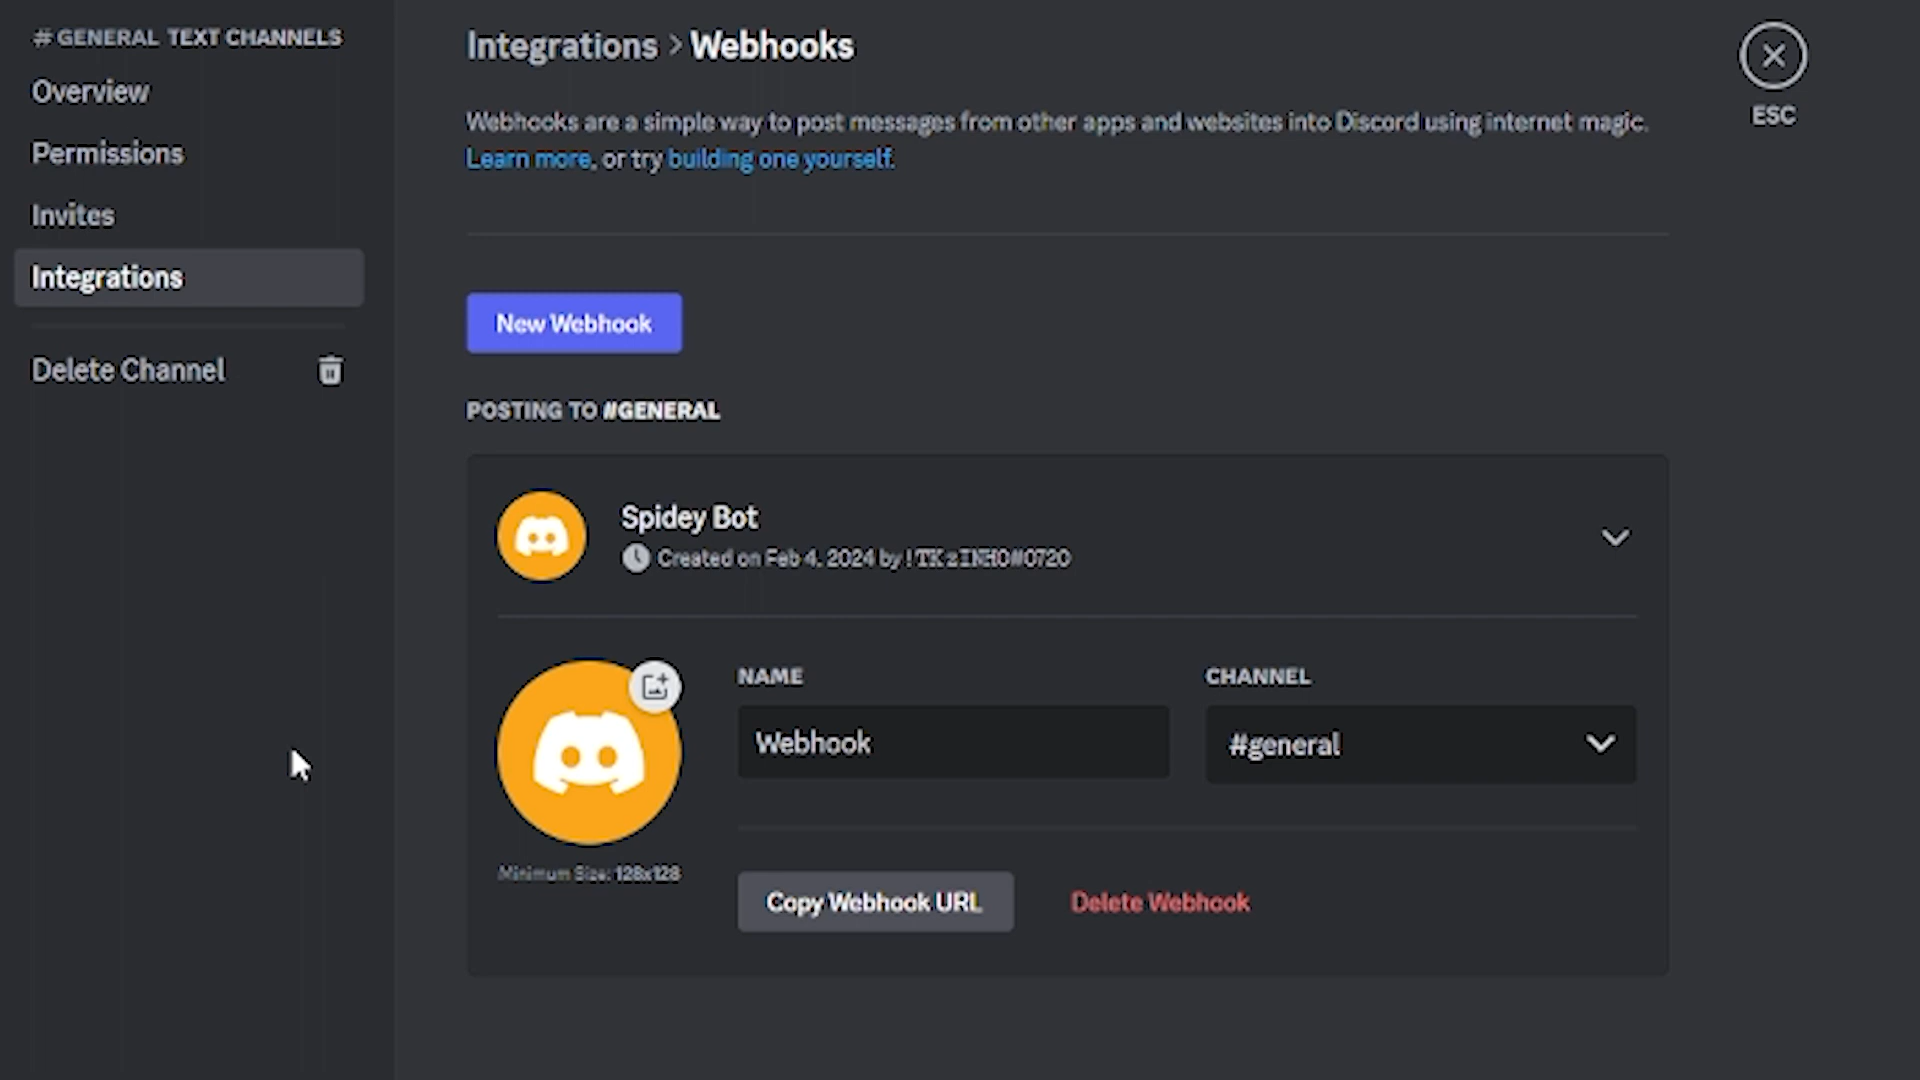 # GENERAL TEXT CHANNELS
Overview
Permissions
Invites
Integrations
Delete Channel
Integrations > Webhooks
ESC
Webhooks are a simple way to post messages from other apps and websites into Discord using internet magic.
Learn more, or try building one yourself.
New Webhook
POSTING TO #GENERAL
Spidey Bot
Created on Feb 4, 2024 by !TKzINH0#0720
NAME
CHANNEL
Webhook
#general
Minimum Size: 128x128
Copy Webhook URL
Delete Webhook